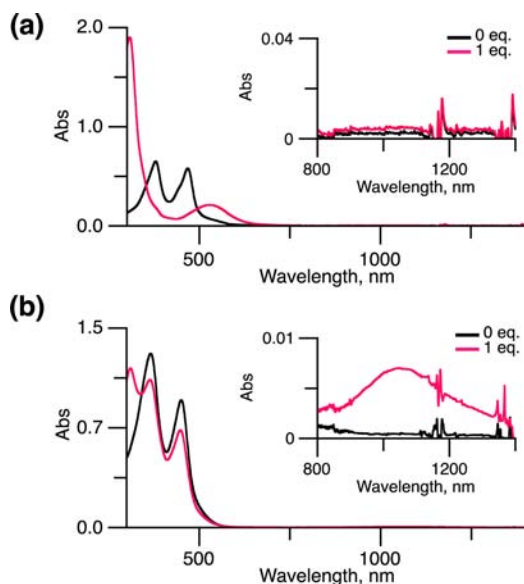 (a)
2.0
1.0
0.0
Abs
500
1000
Wavelength, nm
0.04
0
Abs
800
1200
Wavelength, nm
0 eq.
1 eq.
(b)
1.5
0.7
0.0
Abs
500
1000
Wavelength, nm
0.01
0
Abs
800
1200
Wavelength, nm
0 eq.
1 eq.